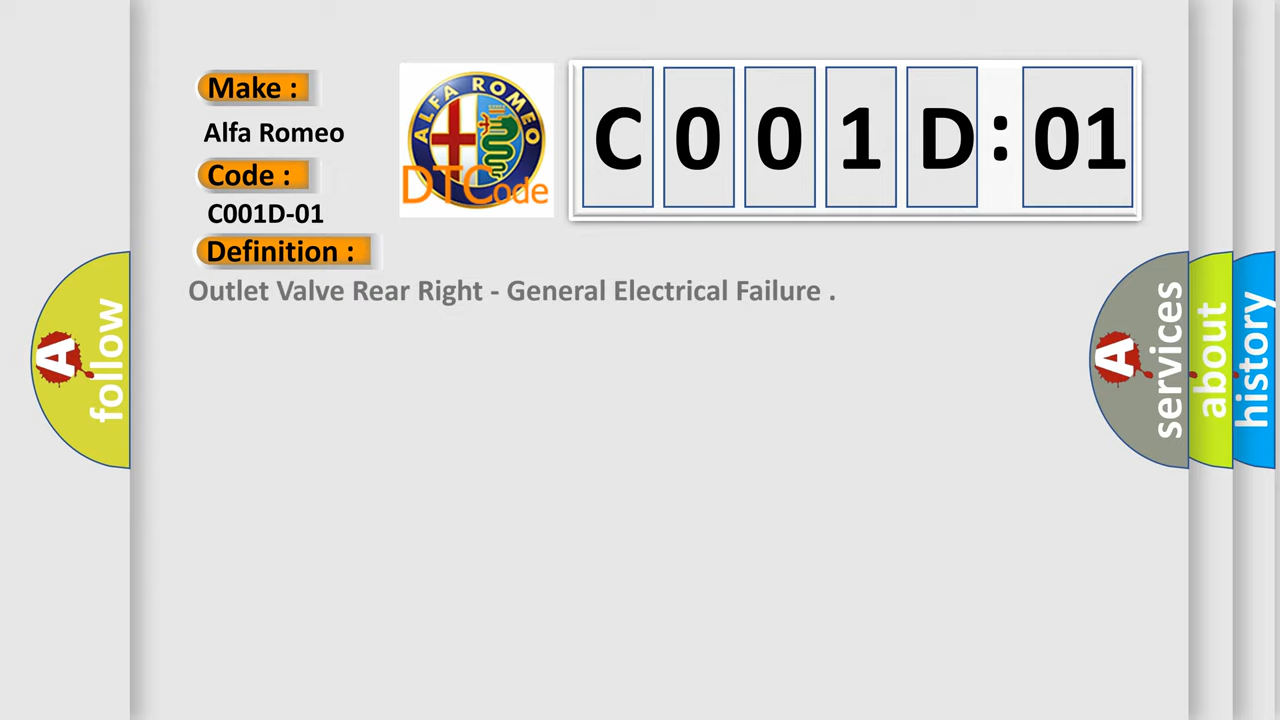 Make :
Alfa Romeo
Code :
C001D-01
Definition :
Outlet Valve Rear Right - General Electrical Failure .
ALFA ROMEO
DTCode
C 0 0 1 D : 01
A follow
A services
about
history